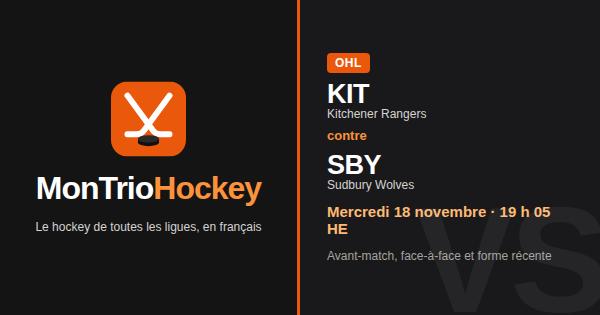 MonTrioHockey
Le hockey de toutes les ligues, en français
OHL
KIT
Kitchener Rangers
contre
SBY
Sudbury Wolves
Mercredi 18 novembre · 19 h 05
HE
Avant-match, face-à-face et forme récente
VS